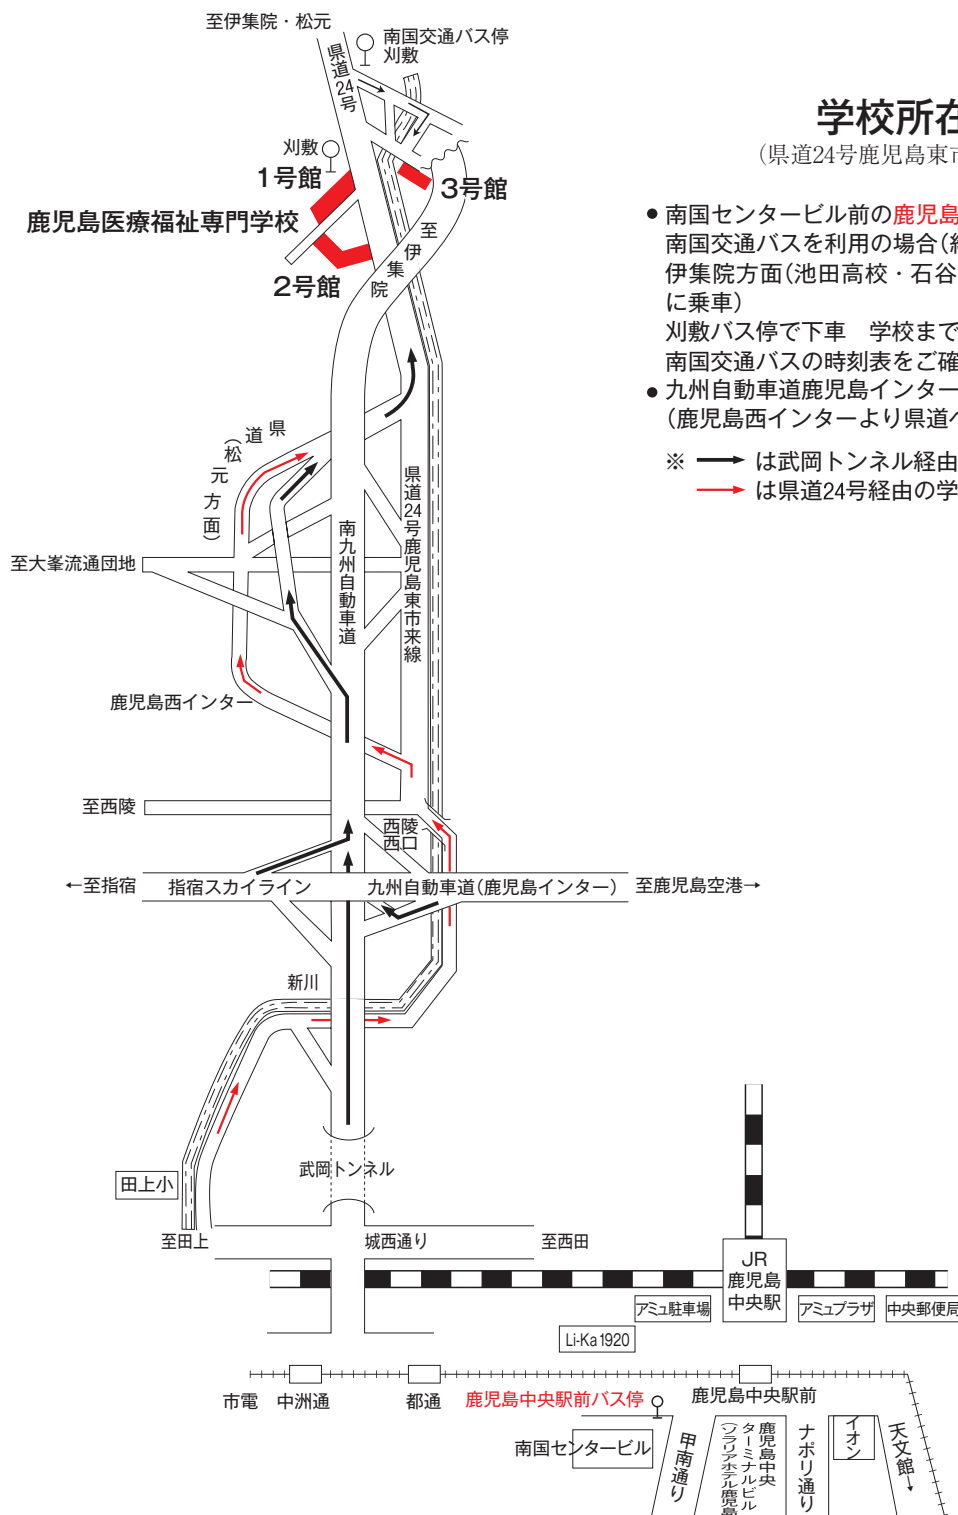 至伊集院・松元
南国交通バス停
刈敷
県道24号
学校所在
（県道24号鹿児島東市
刈敷
1号館
3号館
鹿児島医療福祉専門学校
2号館
至伊集院
● 南国センタービル前の鹿児島
南国交通バスを利用の場合（
伊集院方面（池田高校・石谷
に乗車）
刈敷バス停で下車　学校まで
南国交通バスの時刻表をご確
● 九州自動車道鹿児島インター
（鹿児島西インターより県道へ
※ は武岡トンネル経由
は県道24号経由の学
県道
（松元方面）
県道24号鹿児島東市来線
南九州自動車道
至大峯流通団地
鹿児島西インター
至西陵
西陵
西口
←至指宿
指宿スカイライン
九州自動車道（鹿児島インター）
至鹿児島空港→
新川
武岡トンネル
田上小
至田上
城西通り
至西田
JR
鹿児島
中央駅
アミュ駐車場
アミュプラザ
中央郵便局
Li-Ka1920
市電
中洲通
都通
鹿児島中央駅前バス停
鹿児島中央駅前
南国センタービル
甲南通り
鹿児島中央
ターミナルビル
（ソラリアホテル鹿児島
ナポリ通り
イオン
天文館→